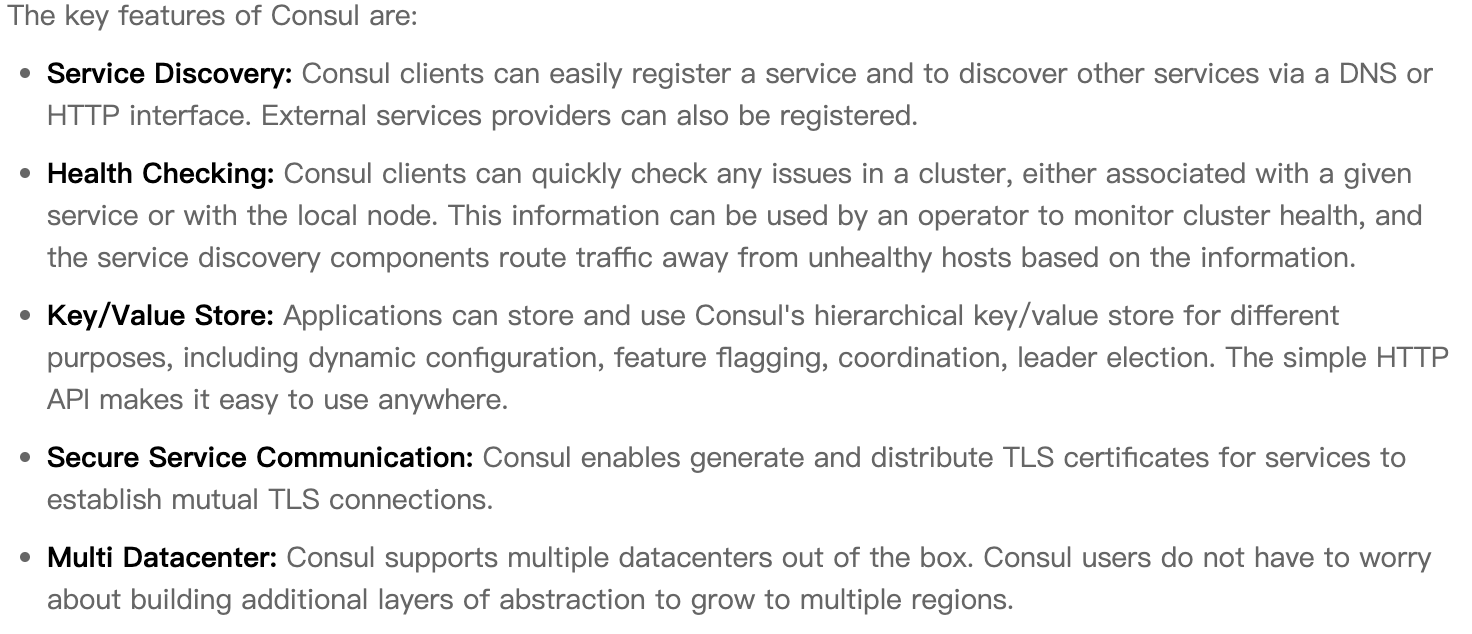 The key features of Consul are:
• Service Discovery: Consul clients can easily register a service and to discover other services via a DNS or
HTTP interface. External services providers can also be registered.
• Health Checking: Consul clients can quickly check any issues in a cluster, either associated with a given
service or with the local node. This information can be used by an operator to monitor cluster health, and
the service discovery components route traffic away from unhealthy hosts based on the information.
• Key/Value Store: Applications can store and use Consul's hierarchical key/value store for different
purposes, including dynamic configuration, feature flagging, coordination, leader election. The simple HTTP
API makes it easy to use anywhere.
• Secure Service Communication: Consul enables generate and distribute TLS certificates for services to
establish mutual TLS connections.
• Multi Datacenter: Consul supports multiple datacenters out of the box. Consul users do not have to worry
about building additional layers of abstraction to grow to multiple regions.